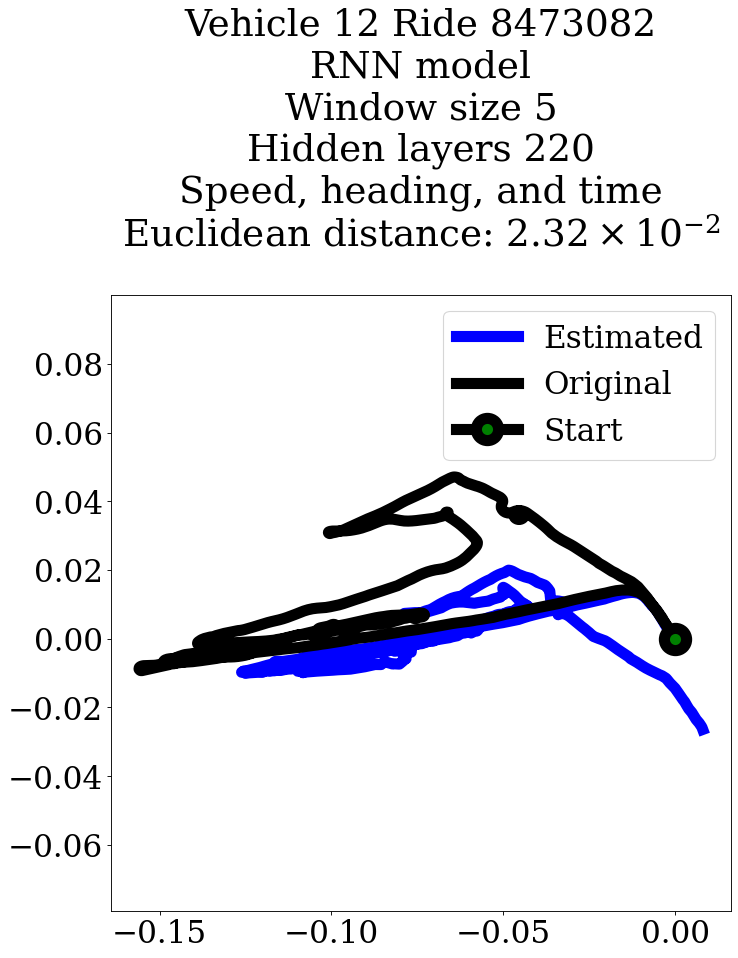 Vehicle 12 Ride 8473082
RNN model
Window size 5
Hidden layers 220
Speed, heading, and time
Euclidean distance: 2.32 × 10⁻²
Estimated
Original
Start
0.08
0.06
0.04
0.02
0.00
−0.02
−0.04
−0.06
−0.15
−0.10
−0.05
0.00